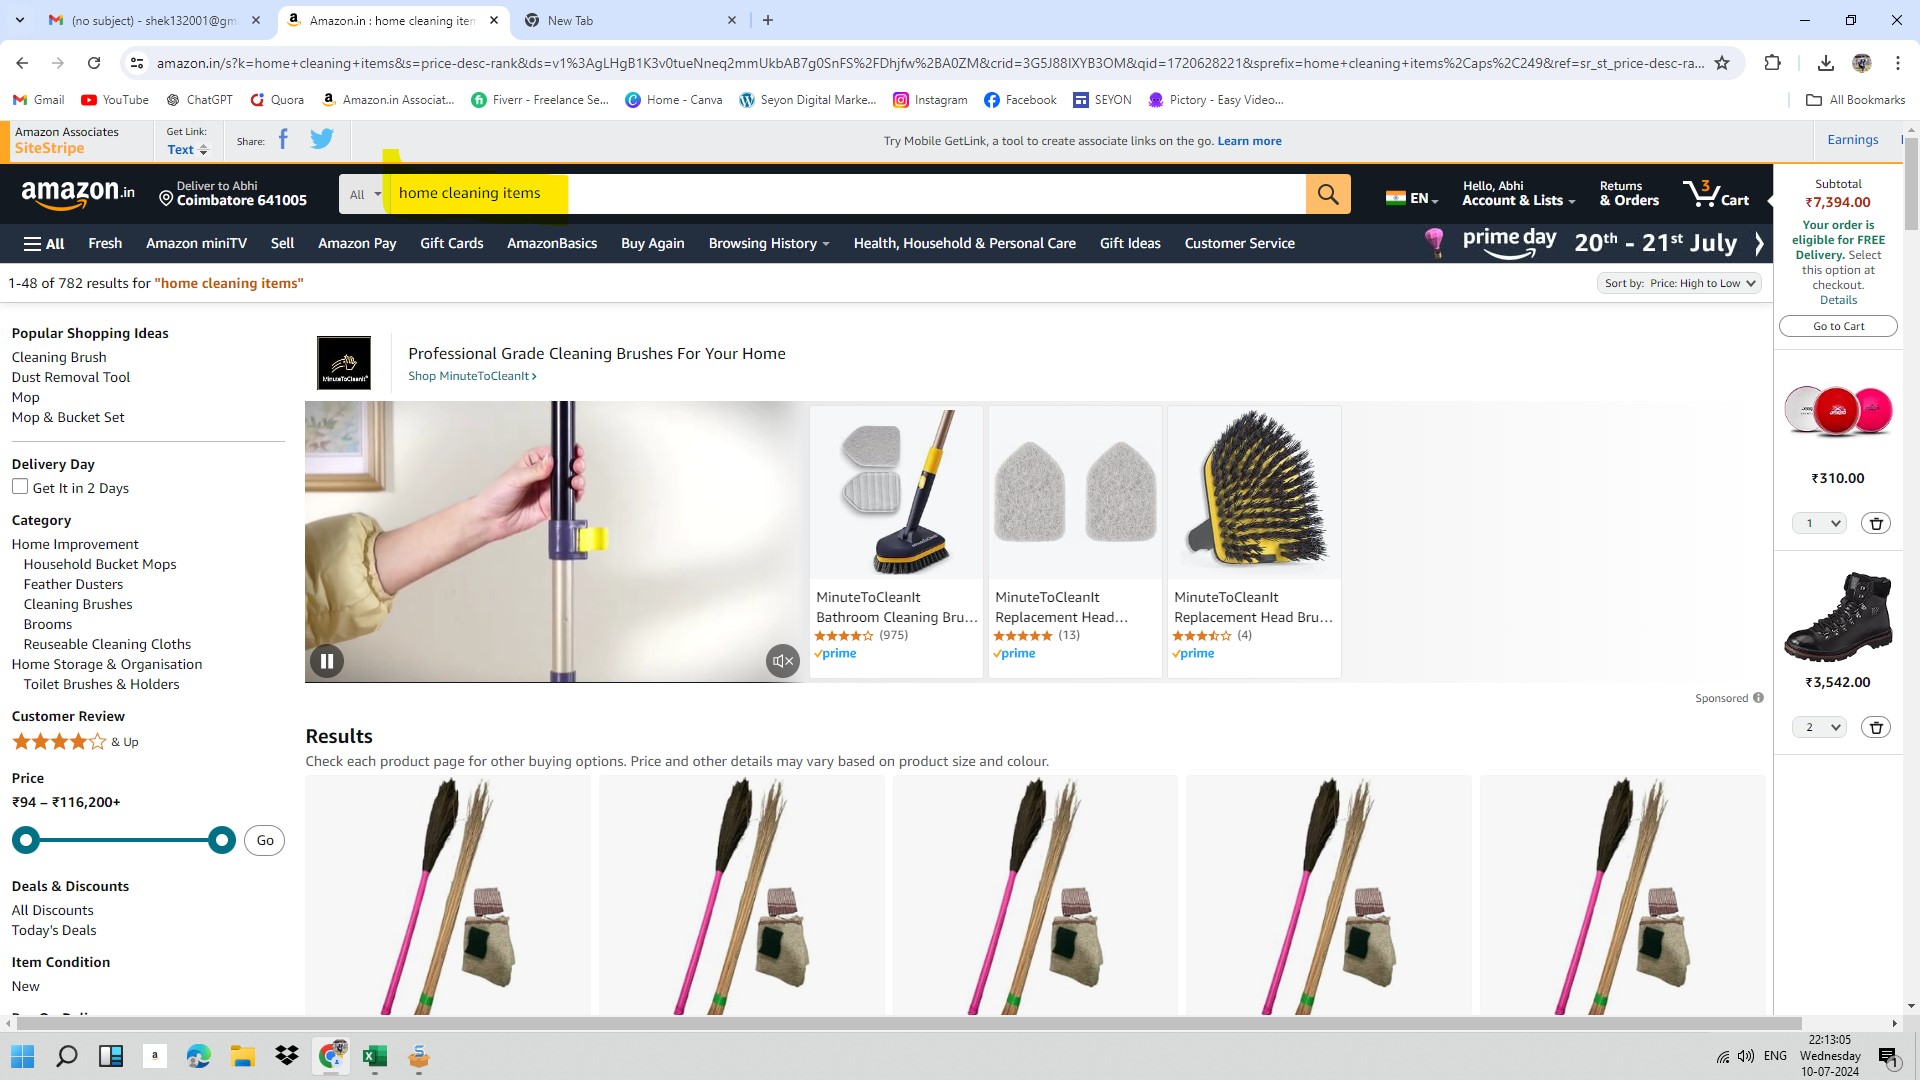 (no subject) - shek132001@gm
Amazon.in : home cleaning iten
New Tab
amazon.in/s?k=home+cleaning+items&s=price-desc-rank&ds=v1%3AgLHgB1K3v0tueNneq2mmUkbAB7g0SnFS%2FDhjfw%2BA0ZM&crid=3G5J88IXYB3OM&qid=1720628221&sprefix=home+cleaning+items%2Caps%2C249&ref=sr_st_price-desc-ra...
Gmail YouTube ChatGPT Quora Amazon.in Associat... Fiverr - Freelance Se... Home - Canva Seyon Digital Marke... Instagram Facebook SEYON Pictory - Easy Video... All Bookmarks
Amazon Associates
SiteStripe
Get Link:
Text
Share:
Try Mobile GetLink, a tool to create associate links on the go. Learn more
Earnings
amazon.in
Deliver to Abhi
Coimbatore 641005
All
home cleaning items
EN
Hello, Abhi
Account & Lists
Returns
& Orders
3
Cart
All Fresh Amazon miniTV Sell Amazon Pay Gift Cards AmazonBasics Buy Again Browsing History Health, Household & Personal Care Gift Ideas Customer Service
prime day 20th - 21st July
1-48 of 782 results for "home cleaning items"
Sort by: Price: High to Low
Subtotal
₹7,394.00
Your order is
eligible for FREE
Delivery. Select
this option at
checkout.
Details
Go to Cart
₹310.00
1
₹3,542.00
2
Popular Shopping Ideas
Cleaning Brush
Dust Removal Tool
Mop
Mop & Bucket Set
Delivery Day
Get It in 2 Days
Category
Home Improvement
Household Bucket Mops
Feather Dusters
Cleaning Brushes
Brooms
Reuseable Cleaning Cloths
Home Storage & Organisation
Toilet Brushes & Holders
Customer Review
& Up
Price
₹94 – ₹116,200+
Go
Deals & Discounts
All Discounts
Today's Deals
Item Condition
New
MinuteToCleanIt
Professional Grade Cleaning Brushes For Your Home
Shop MinuteToCleanIt
MinuteToCleanIt
Bathroom Cleaning Bru...
(975)
prime
MinuteToCleanIt
Replacement Head...
(13)
prime
MinuteToCleanIt
Replacement Head Bru...
(4)
prime
Sponsored
Results
Check each product page for other buying options. Price and other details may vary based on product size and colour.
a
ENG
22:13:05
Wednesday
10-07-2024
1